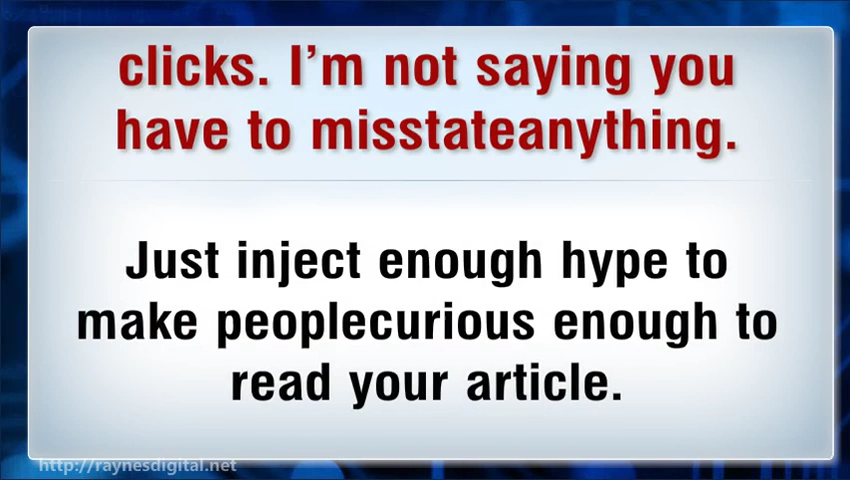 clicks. I'm not saying you
have to misstateanything.
Just inject enough hype to
make peoplecurious enough to
read your article.
http://raynesdigital.net